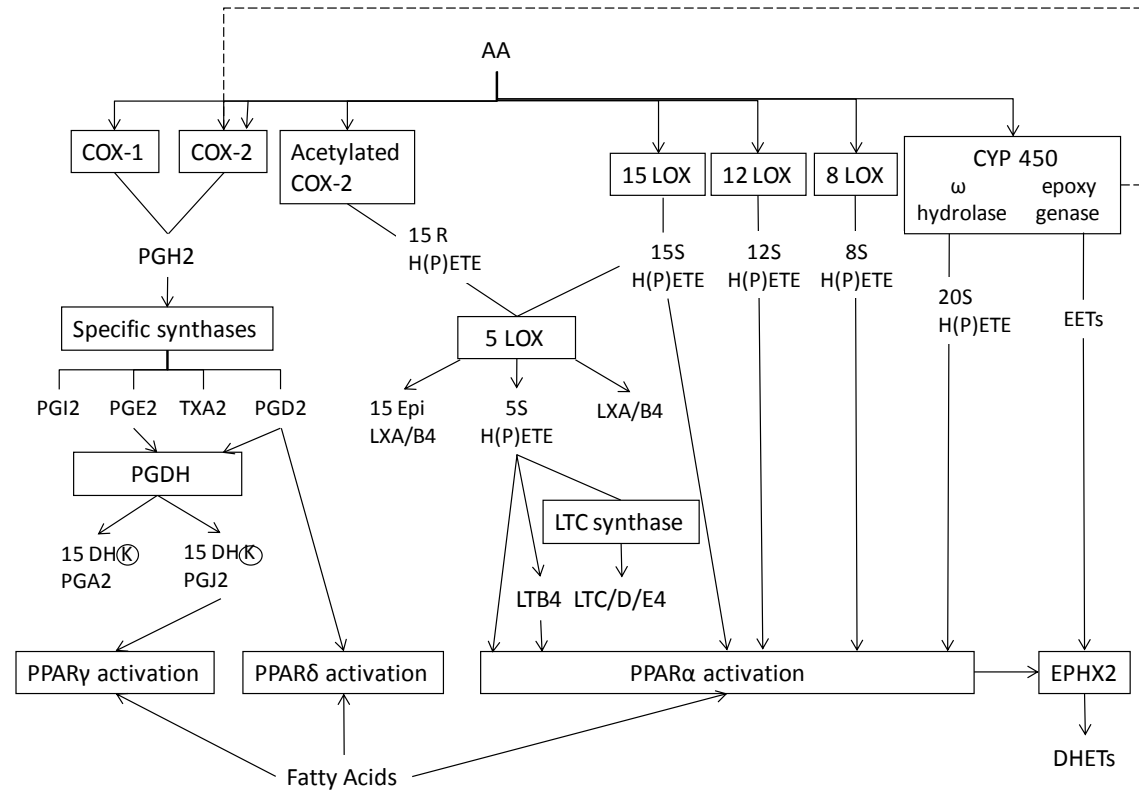 AA
COX-1
COX-2
Acetylated
COX-2
15 LOX
12 LOX
8 LOX
CYP 450
ω
hydrolase
epoxy
genase
15 R
H(P)ETE
15S
H(P)ETE
12S
H(P)ETE
8S
H(P)ETE
20S
H(P)ETE
EETs
PGH2
Specific synthases
5 LOX
PGI2
PGE2
TXA2
PGD2
15 Epi
LXA/B4
5S
H(P)ETE
LXA/B4
PGDH
LTC synthase
15 DHK
PGA2
15 DHK
PGJ2
LTB4
LTC/D/E4
PPARγ activation
PPARδ activation
PPARα activation
EPHX2
DHETs
Fatty Acids